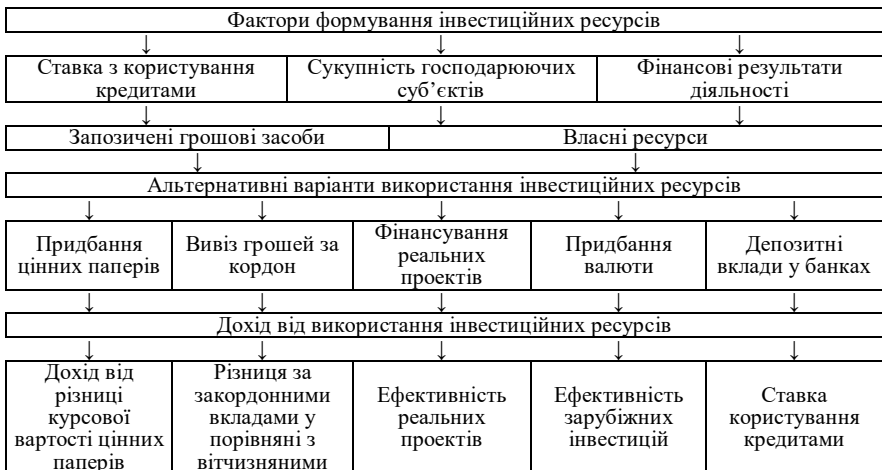 Фактори формування інвестиційних ресурсів
↓ ↓ ↓
Ставка з користування
кредитами
Сукупність господарюючих
суб’єктів
Фінансові результати
діяльності
↓ ↓ ↓
Запозичені грошові засоби
Власні ресурси
↓ ↓
Альтернативні варіанти використання інвестиційних ресурсів
↓ ↓ ↓ ↓ ↓
Придбання
цінних паперів
Вивіз грошей за
кордон
Фінансування
реальних
проектів
Придбання
валюти
Депозитні
вклади у банках
↓ ↓ ↓ ↓ ↓
Дохід від використання інвестиційних ресурсів
↓ ↓ ↓ ↓ ↓
Дохід від
різниці
курсової
вартості цінних
паперів
Різниця за
закордонними
вкладами у
порівняні з
вітчизняними
Ефективність
реальних
проектів
Ефективність
зарубіжних
інвестицій
Ставка
користування
кредитами